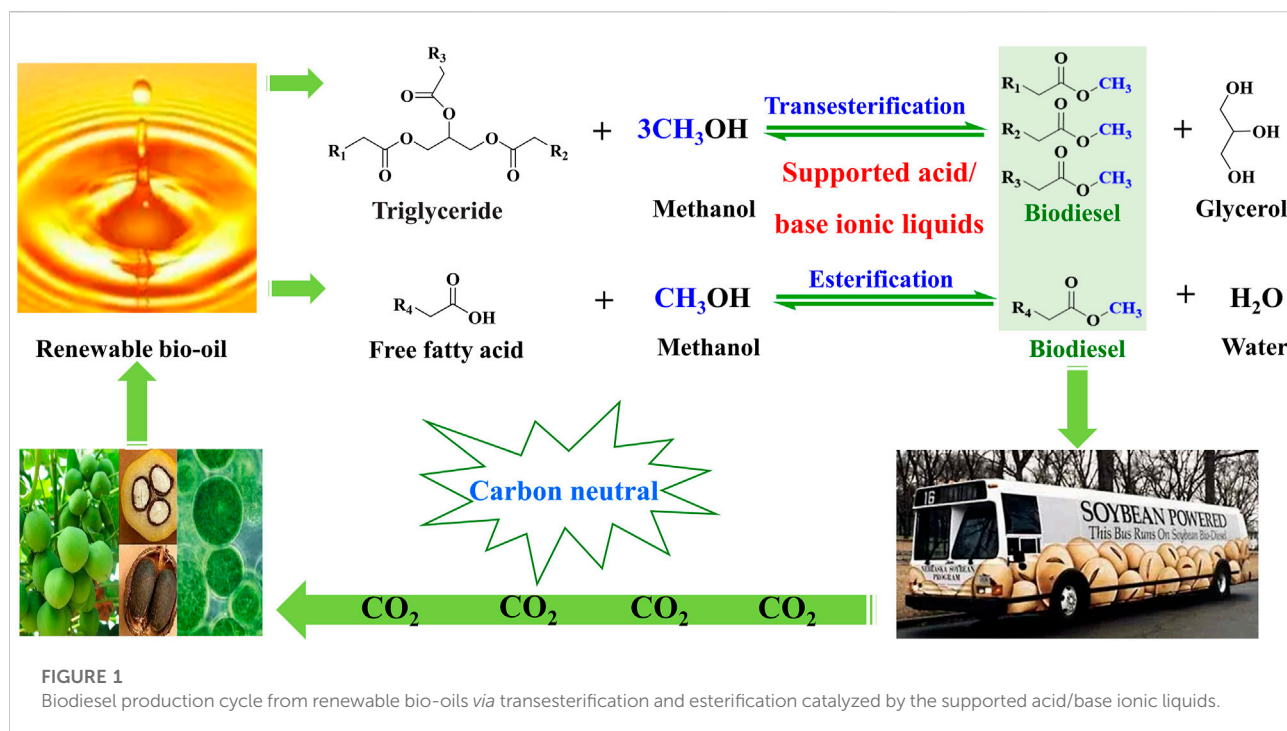 R₃
O
O
R₁
O
O
O
O
R₂
Triglyceride
+
3CH₃OH
Methanol
Transesterification
Supported acid/
base ionic liquids
O
R₁
O
CH₃
O
R₂
O
CH₃
O
R₃
O
CH₃
Biodiesel
+
OH
OH
OH
Glycerol
Renewable bio-oil
O
R₄
OH
Free fatty acid
+
CH₃OH
Methanol
Esterification
O
R₄
O
CH₃
Biodiesel
+
H₂O
Water
Carbon neutral
16
SOYBEAN POWERED
This Bus Runs On Soybean Bio-Diesel
NEBRASKA SOYBEAN
PROGRAM
CO₂ CO₂ CO₂ CO₂
FIGURE 1
Biodiesel production cycle from renewable bio-oils via transesterification and esterification catalyzed by the supported acid/base ionic liquids.